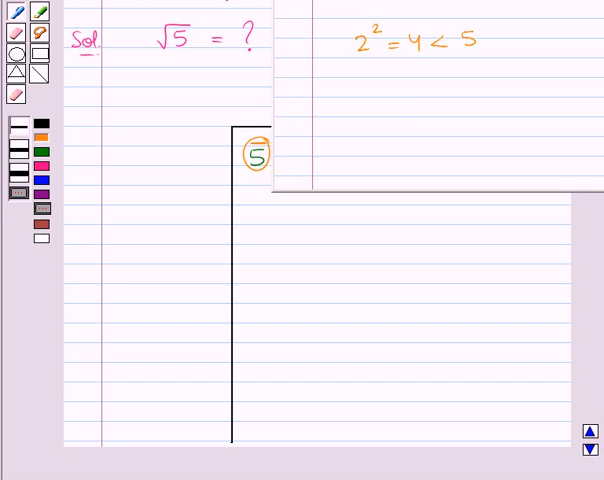 Sol. √5 = ?
2² = 4 < 5
5